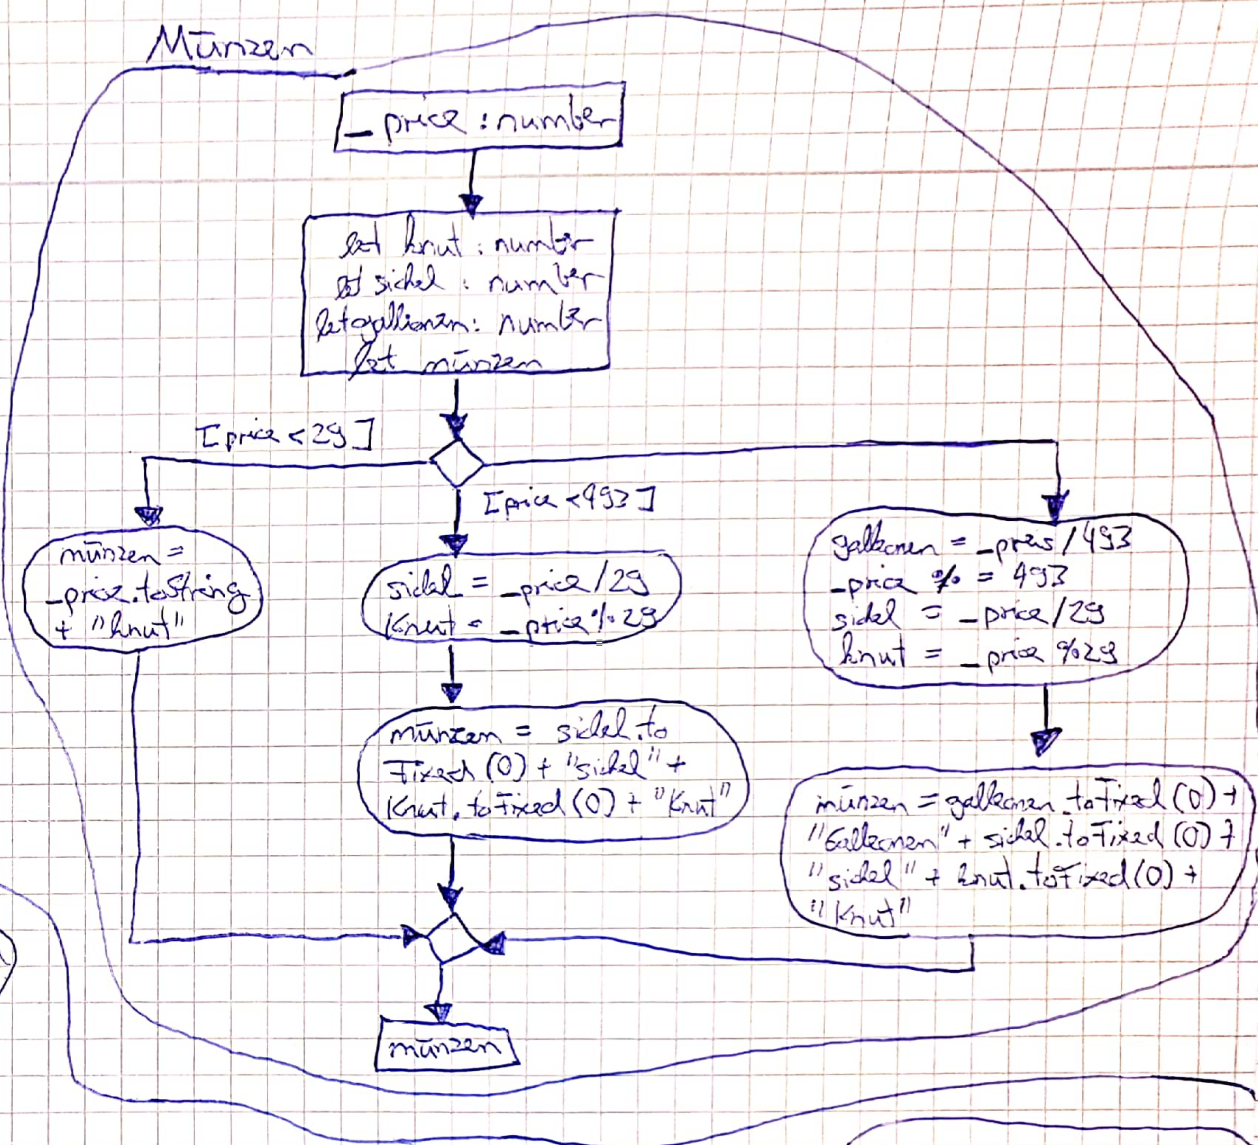 Münzen
_price : number
let knut : number
let sickel : number
let gallionen : number
let münzen
[price < 29]
[price < 493]
münzen =
_price.toString
+ "knut"
sickel = _price/29
Knut = _price % 29
galleonen = _preis/493
_price % = 493
sickel = _price/29
knut = _price %29
münzen = sickel.to
Fixed (0) + "sickel" +
Knut.toFixed (0) + "Knut"
münzen = galleonen.toFixed (0) +
"Galleonen" + sickel.toFixed (0) +
"sickel" + knut.toFixed (0) +
"Knut"
münzen